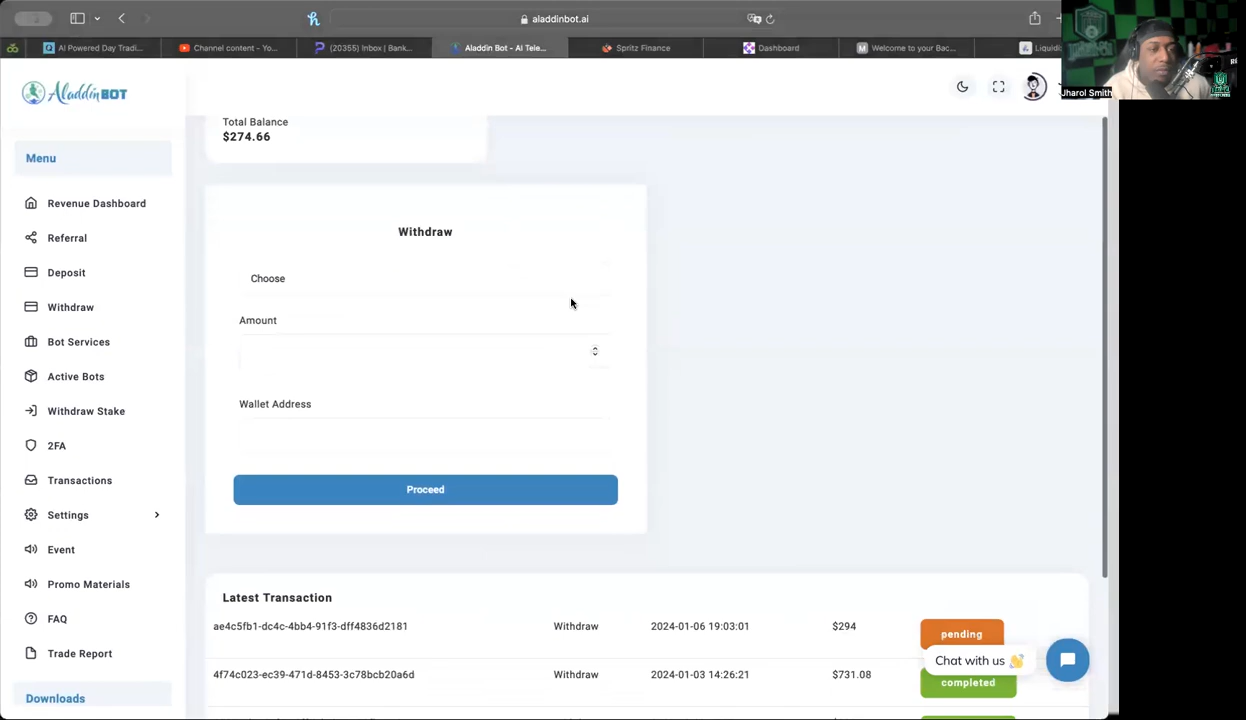 aladdinbot.ai
AI Powered Day Tradi...
Channel content - Yo...
(20355) Inbox | Bank...
Aladdin Bot - AI Tele...
Spritz Finance
Dashboard
Welcome to your Bac...
Jharol Smith
AladdinBOT
Menu
Revenue Dashboard
Referral
Deposit
Withdraw
Bot Services
Active Bots
Withdraw Stake
2FA
Transactions
Settings
Event
Promo Materials
FAQ
Trade Report
Downloads
Total Balance
$274.66
Withdraw
Choose
Amount
Wallet Address
Proceed
Latest Transaction
ae4c5fb1-dc4c-4bb4-91f3-dff4836d2181 Withdraw 2024-01-06 19:03:01 $294 pending
4f74c023-ec39-471d-8453-3c78bcb20a6d Withdraw 2024-01-03 14:26:21 $731.08 completed
Chat with us 👋